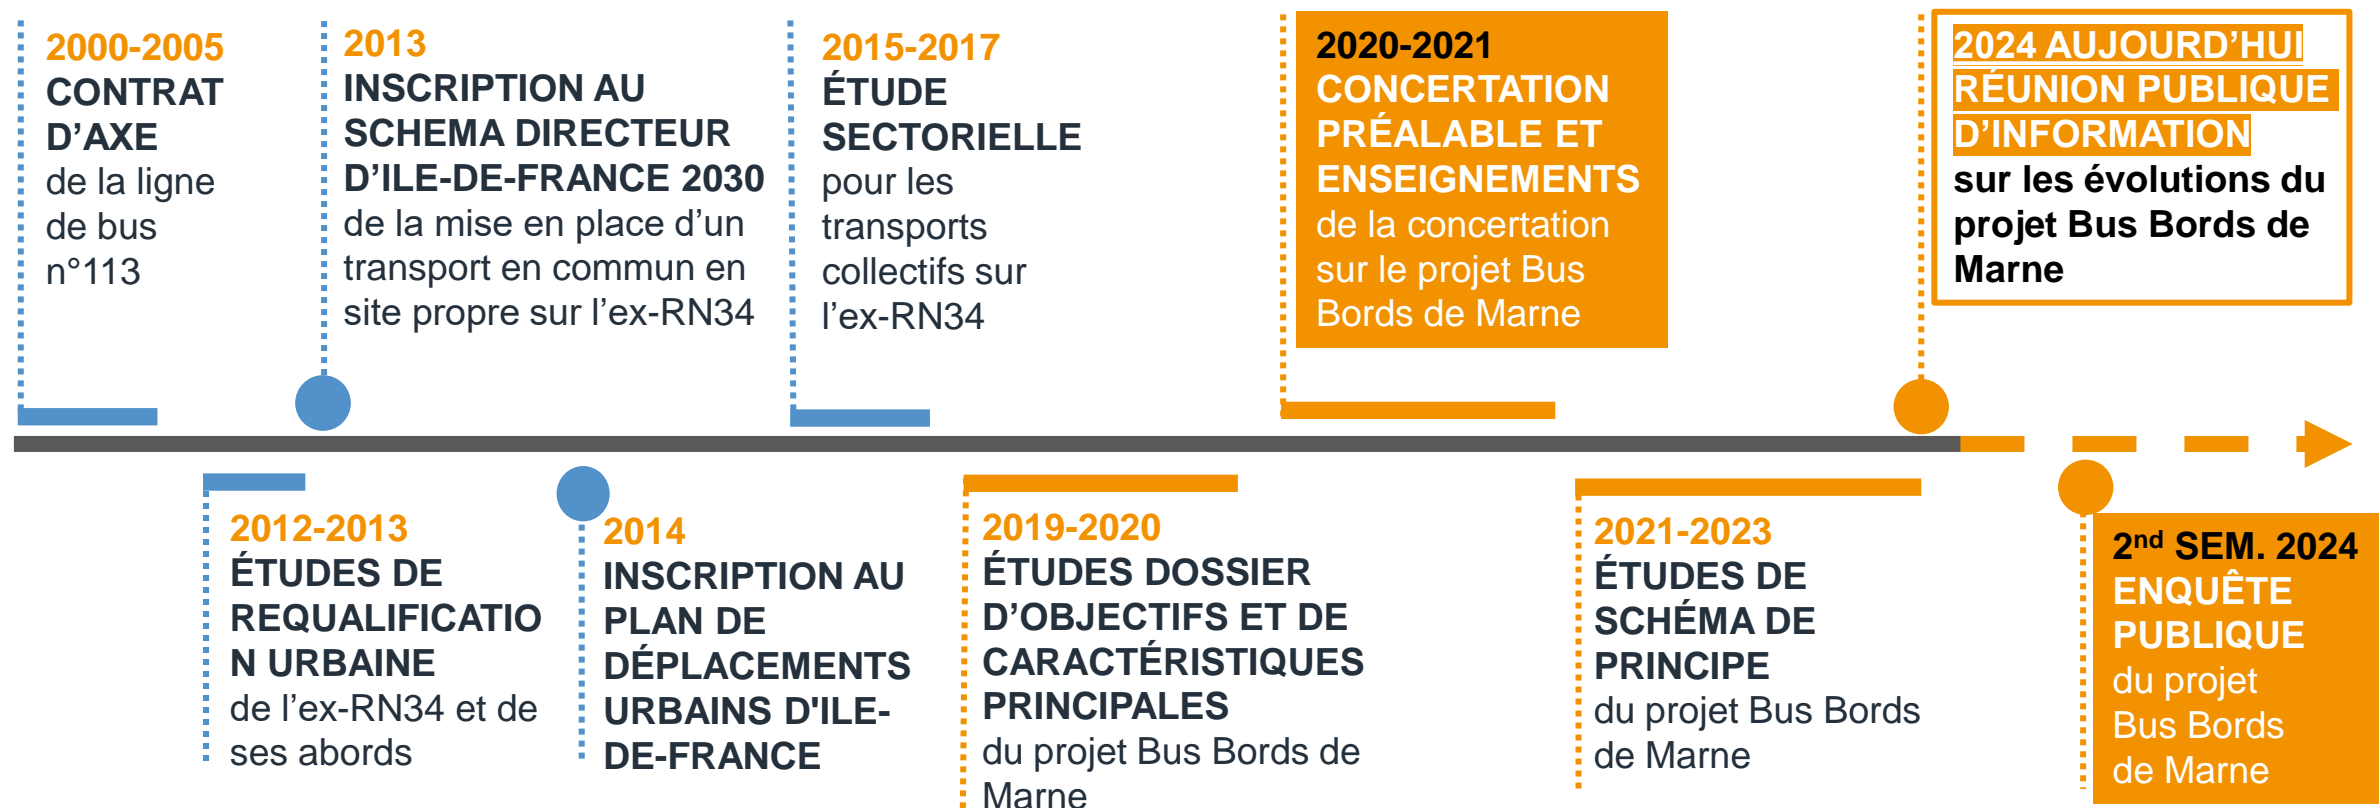 2000-2005
CONTRAT
D’AXE
de la ligne
de bus
n°113
2013
INSCRIPTION AU
SCHEMA DIRECTEUR
D’ILE-DE-FRANCE 2030
de la mise en place d’un
transport en commun en
site propre sur l’ex-RN34
2015-2017
ÉTUDE
SECTORIELLE
pour les
transports
collectifs sur
l’ex-RN34
2020-2021
CONCERTATION
PRÉALABLE ET
ENSEIGNEMENTS
de la concertation
sur le projet Bus
Bords de Marne
2024 AUJOURD’HUI
RÉUNION PUBLIQUE
D’INFORMATION
sur les évolutions du
projet Bus Bords de
Marne
2012-2013
ÉTUDES DE
REQUALIFICATIO
N URBAINE
de l’ex-RN34 et de
ses abords
2014
INSCRIPTION AU
PLAN DE
DÉPLACEMENTS
URBAINS D'ILE-
DE-FRANCE
2019-2020
ÉTUDES DOSSIER
D’OBJECTIFS ET DE
CARACTÉRISTIQUES
PRINCIPALES
du projet Bus Bords de
Marne
2021-2023
ÉTUDES DE
SCHÉMA DE
PRINCIPE
du projet Bus Bords
de Marne
2nd SEM. 2024
ENQUÊTE
PUBLIQUE
du projet
Bus Bords
de Marne